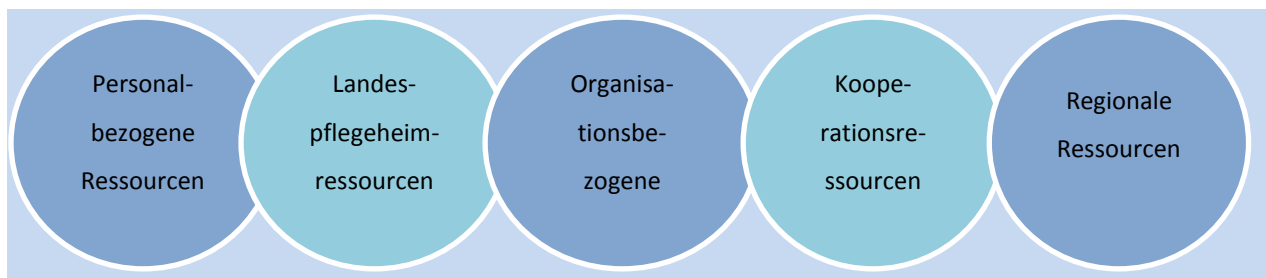 Personal-
bezogene
Ressourcen
Landes-
pflegeheim-
ressourcen
Organisa-
tionsbe-
zogene
Koope-
rationsre-
ssourcen
Regionale
Ressourcen